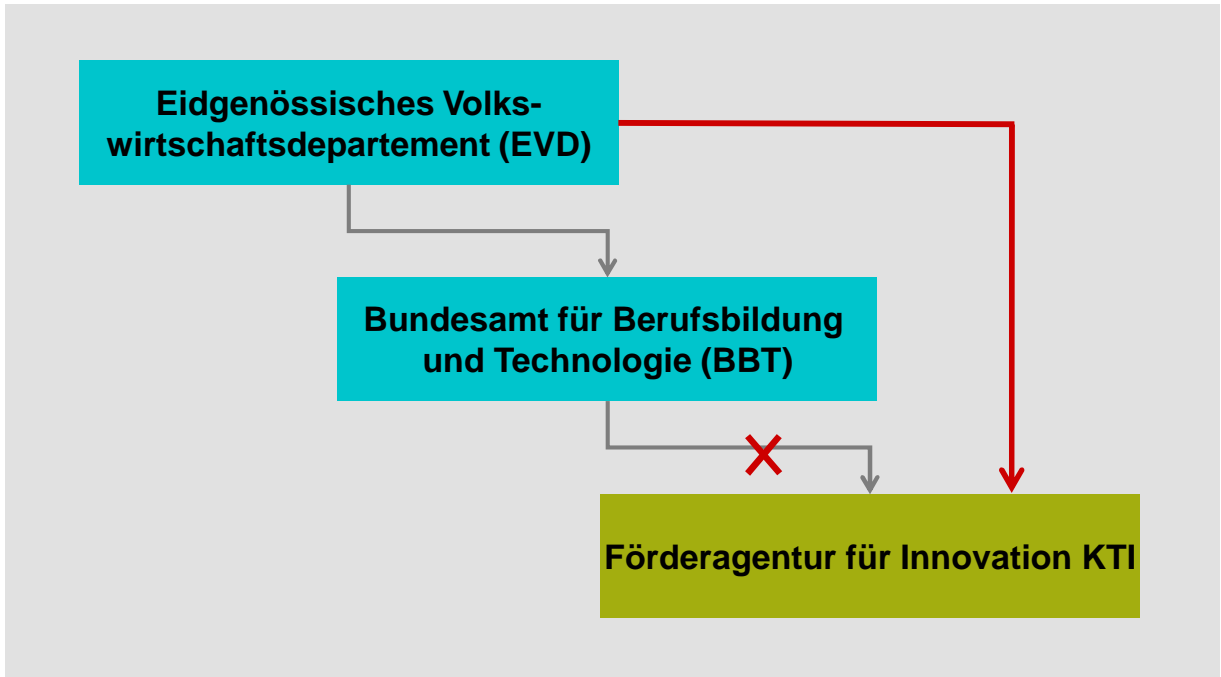 Eidgenössisches Volks-
wirtschaftsdepartement (EVD)
Bundesamt für Berufsbildung
und Technologie (BBT)
Förderagentur für Innovation KTI